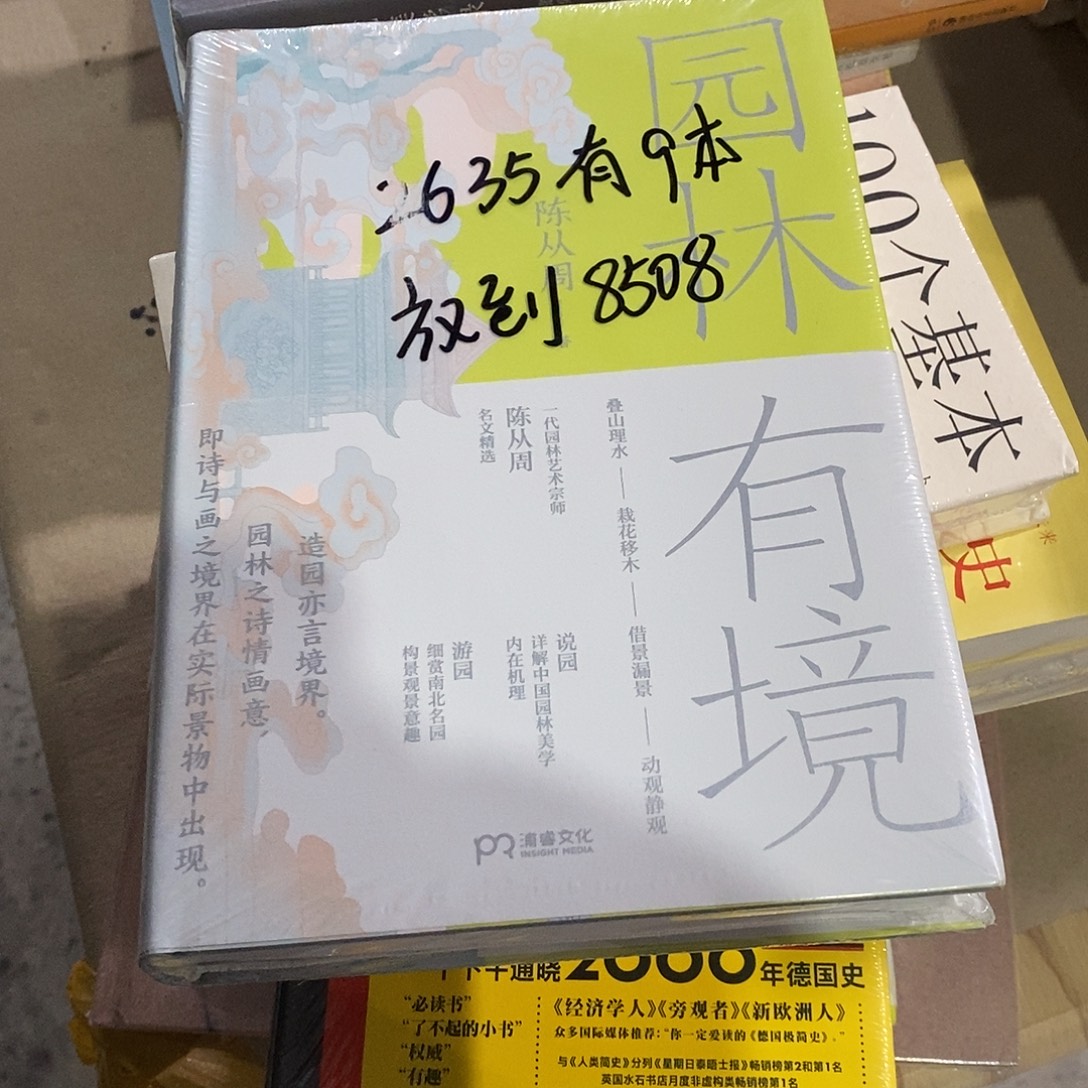 园林
有境
陈从周
2635有9本
放到8508
叠山理水——栽花移木——借景漏景——动观静观
一代园林艺术宗师
陈从周
名文精选
说园
详解中国园林美学
内在机理
游园
细赏南北名园
构景观景意趣
造园亦言境界。
园林之诗情画意，
即诗与画之境界在实际景物中出现。
浦睿文化
INSIGHT MEDIA
100个基本
史
米
下午通晓2000年德国史
“必读书”
“了不起的小书”
“权威”
“有趣”
《经济学人》《旁观者》《新欧洲人》
众多国际媒体推荐：“你一定爱读的《德国极简史》。”
与《人类简史》分列《星期日泰晤士报》畅销榜第2和第1名
英国水石书店月度非虚构类畅销榜第1名